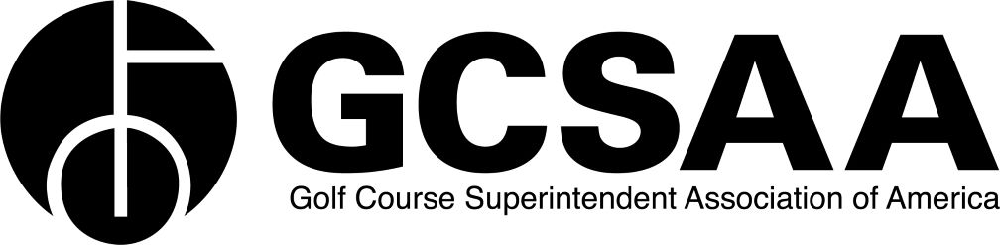 GCSAA
Golf Course Superintendent Association of America